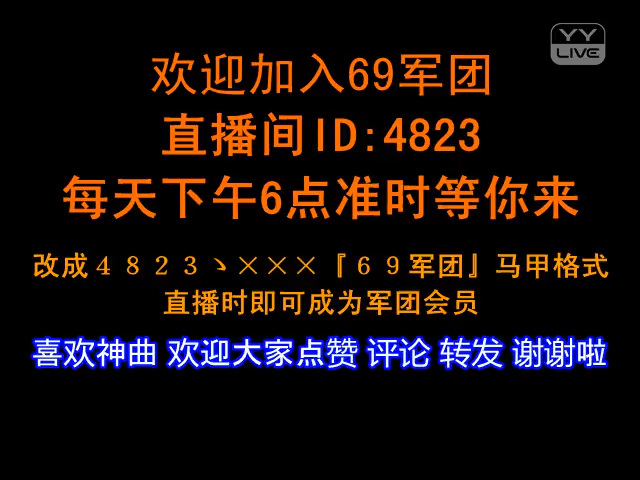 YY
LIVE
欢迎加入69军团
直播间ID:4823
每天下午6点准时等你来
改成４８２３ヽ×××『６９军团』马甲格式
直播时即可成为军团会员
喜欢神曲 欢迎大家点赞 评论 转发 谢谢啦